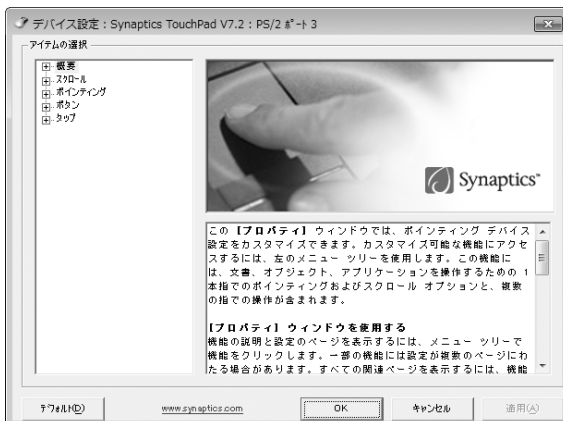 デバイス設定 : Synaptics TouchPad V7.2 : PS/2 ﾎﾟｰﾄ 3
アイテムの選択
概要
ｽｸﾛｰﾙ
ポインティング
ボタン
タップ
Synaptics™
この【プロパティ】ウィンドウでは、ポインティング デバイス
設定をカスタマイズできます。カスタマイズ可能な機能にアクセ
スするには、左のメニュー ツリーを使用します。この機能に
は、文書、オブジェクト、アプリケーションを操作するための 1
本指でのポインティングおよびスクロール オプションと、複数
の指での操作が含まれます。
【プロパティ】ウィンドウを使用する
機能の説明と設定のページを表示するには、メニュー ツリーで
機能をクリックします。一部の機能には設定が複数のページにわ
たる場合があります。すべての関連ページを表示するには、機能
ﾃﾞﾌｫﾙﾄ(D)
www.synaptics.com
OK
ｷｬﾝｾﾙ
適用(A)